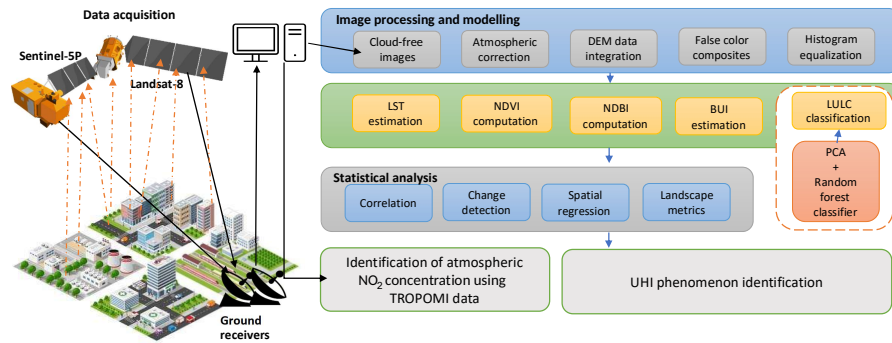 Data acquisition
Sentinel-5P
Landsat-8
Ground
receivers
Image processing and modelling
Cloud-free
images
Atmospheric
correction
DEM data
integration
False color
composites
Histogram
equalization
LST
estimation
NDVI
computation
NDBI
computation
BUI
estimation
LULC
classification
PCA
+
Random
forest
classifier
Statistical analysis
Correlation
Change
detection
Spatial
regression
Landscape
metrics
Identification of atmospheric
NO2 concentration using
TROPOMI data
UHI phenomenon identification